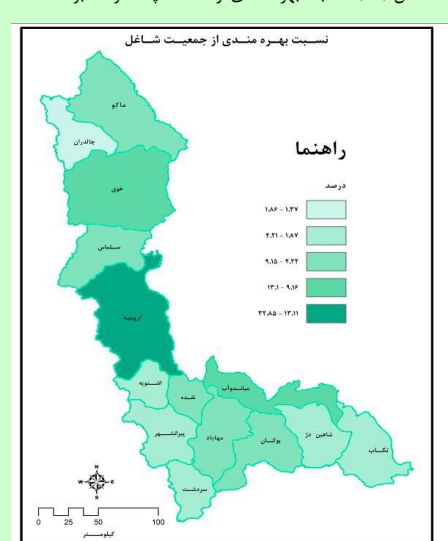 نسبت بهره مندی از جمعیت شاغل
ماکو
چالدران
خوی
سلماس
ارومیه
راهنما
درصد
۱,۸۶ - ۱,۳۷
۴,۲۱ - ۱,۸۷
۹,۱۵ - ۴,۲۲
۱۳,۱ - ۹,۱۶
۳۲,۸۵ - ۱۳,۱۱
اشنویه
نقده
میاندوآب
پیرانشهر
مهاباد
بوکان
شاهین دژ
تکاب
سردشت
N
W E
S
0 25 50 100
کیلومتر